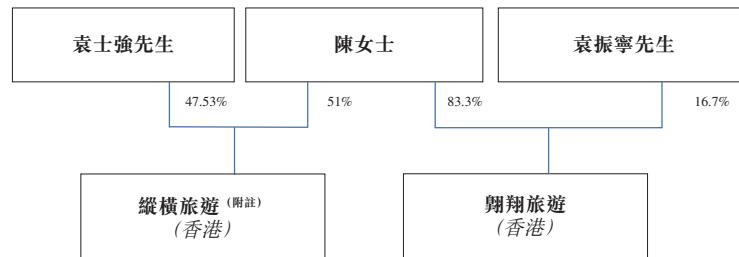 袁士強先生
陳女士
袁振寧先生
47.53%
51%
83.3%
16.7%
縱橫旅遊（附註）
（香港）
翺翔旅遊
（香港）